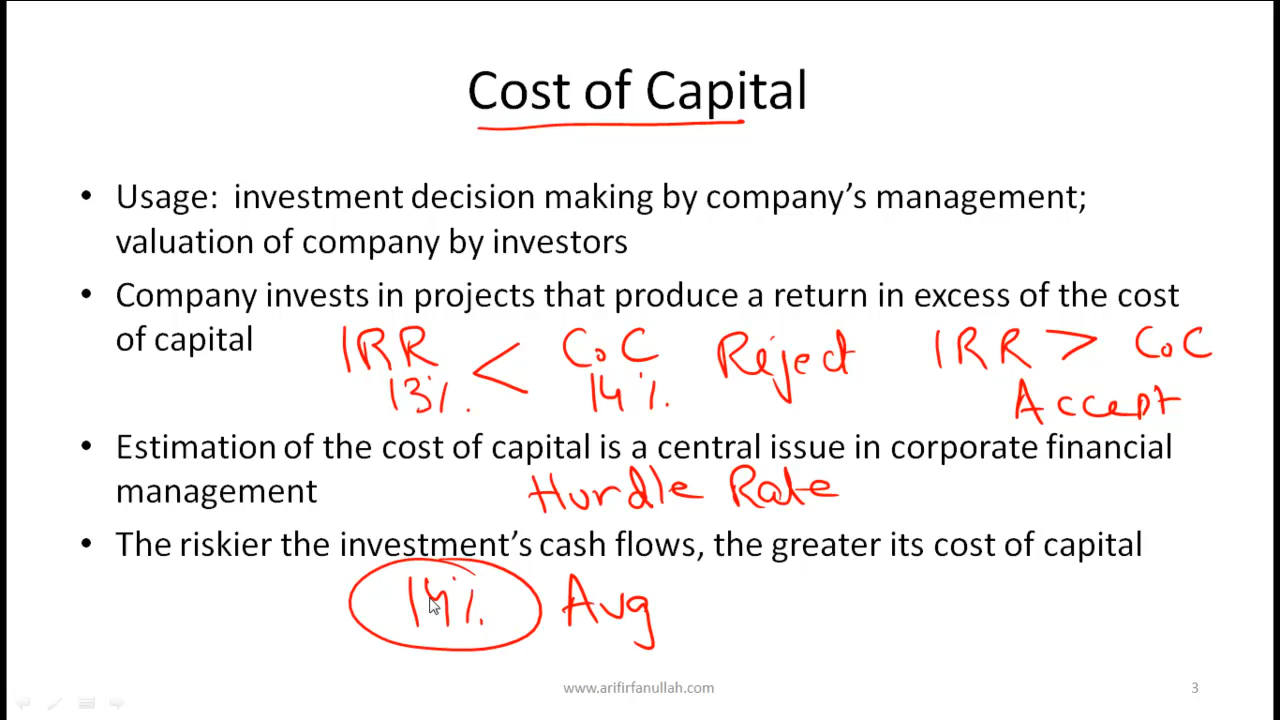 Cost of Capital
• Usage: investment decision making by company's management;
valuation of company by investors
• Company invests in projects that produce a return in excess of the cost
of capital
IRR < CoC Reject IRR > CoC
13% 14% Accept
• Estimation of the cost of capital is a central issue in corporate financial
management
Hurdle Rate
• The riskier the investment's cash flows, the greater its cost of capital
14% Avg
www.arifirfanullah.com 3